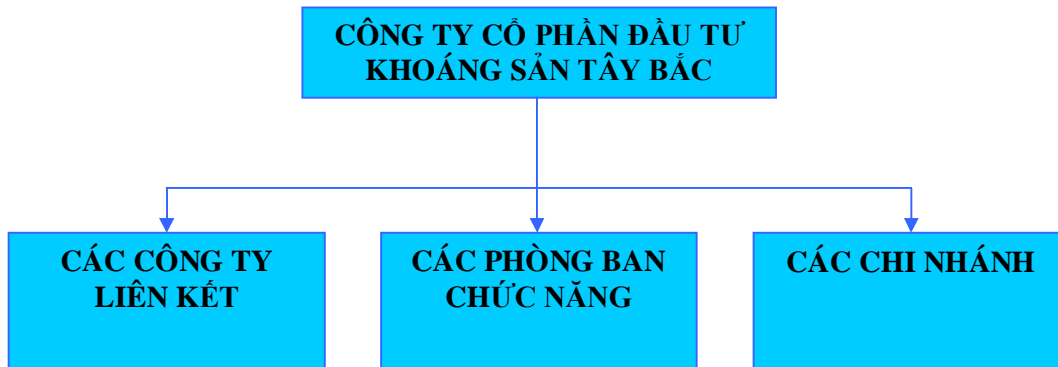 CÔNG TY CỔ PHẦN ĐẦU TƯ
KHOÁNG SẢN TÂY BẮC
CÁC CÔNG TY
LIÊN KẾT
CÁC PHÒNG BAN
CHỨC NĂNG
CÁC CHI NHÁNH